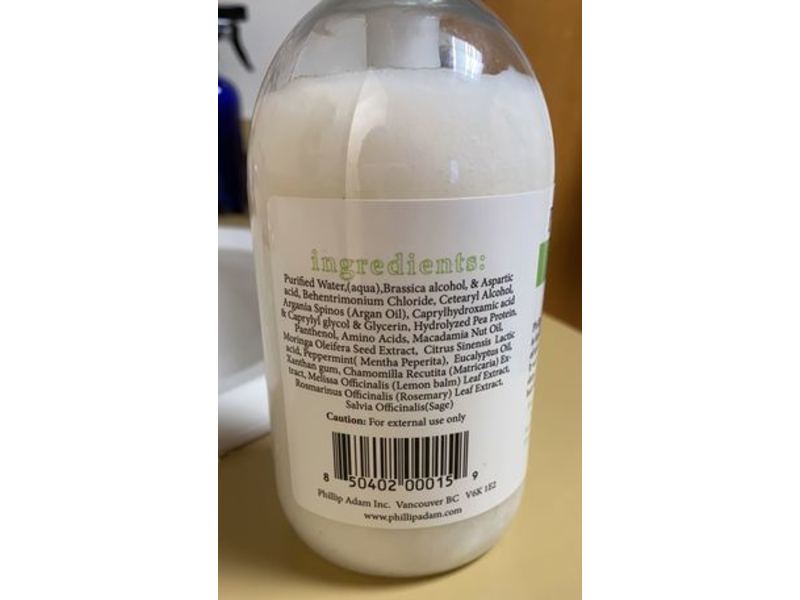 ingredients:
Purified Water,(aqua),Brassica alcohol, & Aspartic
acid, Behentrimonium Chloride, Cetearyl Alcohol,
Argania Spinos (Argan Oil), Caprylhydroxamic acid
& Caprylyl glycol & Glycerin, Hydrolyzed Pea Protein,
Panthenol, Amino Acids, Macadamia Nut Oil,
Moringa Oleifera Seed Extract, Citrus Sinensis Lactic
acid, Peppermint( Mentha Peperita), Eucalyptus Oil,
Xanthan gum, Chamomilla Recutita (Matricaria) Ex-
tract, Melissa Officinalis (Lemon balm) Leaf Extract,
Rosmarinus Officinalis (Rosemary) Leaf Extract,
Salvia Officinalis(Sage)
Caution: For external use only
8 50402 00015 9
Phillip Adam Inc. Vancouver BC V6K 1E2
www.phillipadam.com